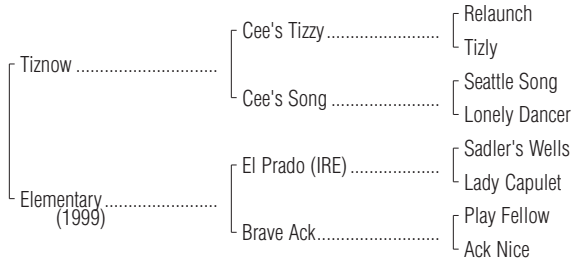 Relaunch
Cee's Tizzy
Tizly
Tiznow
Seattle Song
Cee's Song
Lonely Dancer
Sadler's Wells
El Prado (IRE)
Lady Capulet
Elementary
(1999)
Play Fellow
Brave Ack
Ack Nice